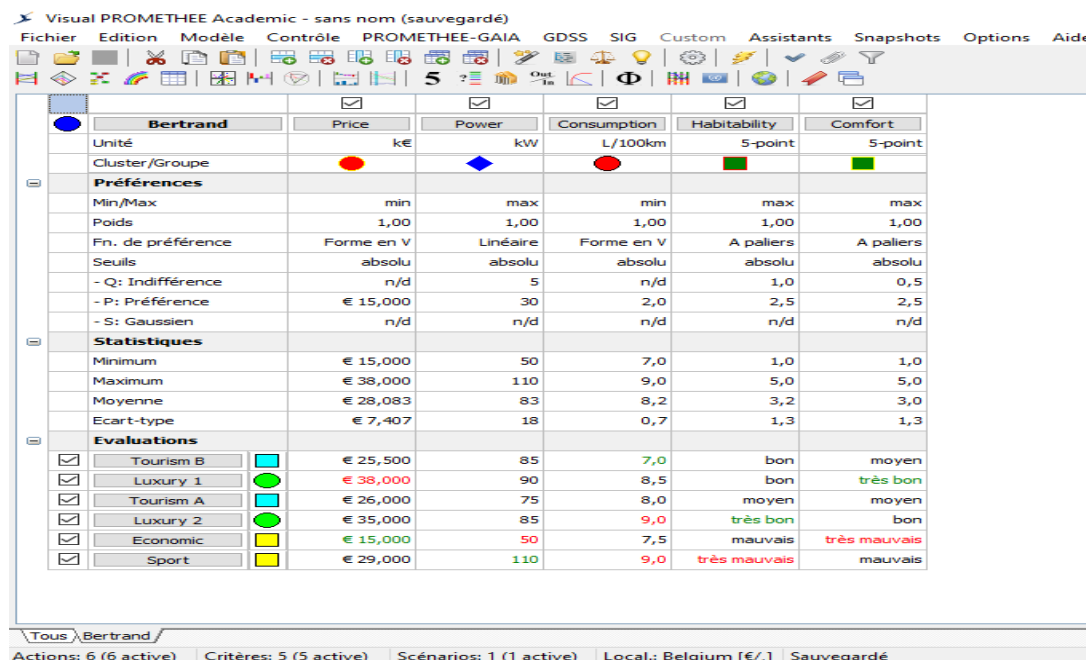 Visual PROMETHEE Academic - sans nom (sauvegardé)
Fichier Edition Modèle Contrôle PROMETHEE-GAIA GDSS SIG Custom Assistants Snapshots Options Aide
Bertrand Price Power Consumption Habitability Comfort
Unité k€ kW L/100km 5-point 5-point
Cluster/Groupe
Préférences
Min/Max min max min max max
Poids 1,00 1,00 1,00 1,00 1,00
Fn. de préférence Forme en V Linéaire Forme en V A paliers A paliers
Seuils absolu absolu absolu absolu absolu
- Q: Indifférence n/d 5 n/d 1,0 0,5
- P: Préférence € 15,000 30 2,0 2,5 2,5
- S: Gaussien n/d n/d n/d n/d n/d
Statistiques
Minimum € 15,000 50 7,0 1,0 1,0
Maximum € 38,000 110 9,0 5,0 5,0
Moyenne € 28,083 83 8,2 3,2 3,0
Ecart-type € 7,407 18 0,7 1,3 1,3
Evaluations
Tourism B € 25,500 85 7,0 bon moyen
Luxury 1 € 38,000 90 8,5 bon très bon
Tourism A € 26,000 75 8,0 moyen moyen
Luxury 2 € 35,000 85 9,0 très bon bon
Economic € 15,000 50 7,5 mauvais très mauvais
Sport € 29,000 110 9,0 très mauvais mauvais
Tous Bertrand
Actions: 6 (6 active) Critères: 5 (5 active) Scénarios: 1 (1 active) Local.: Belgium [€/.] Sauvegardé